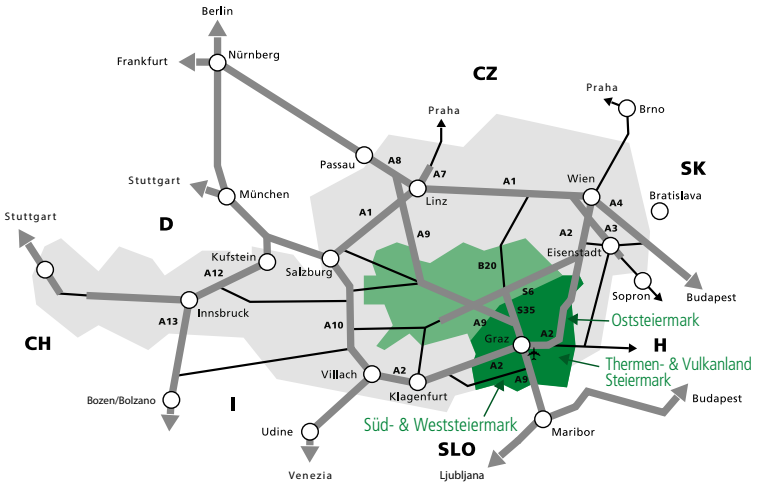 Berlin
Nürnberg
Frankfurt
CZ
Praha
Praha
Brno
Passau
A8
A7
Linz
A1
Wien
SK
Stuttgart
München
A4
Bratislava
Stuttgart
D
A1
A9
A2
A3
Eisenstadt
Kufstein
Salzburg
B20
A12
S6
Sopron
Budapest
Innsbruck
A13
A10
A9
S35
Oststeiermark
CH
Graz
A2
H
Thermen- & Vulkanland
Steiermark
Villach
A2
A2
A9
Klagenfurt
Bozen/Bolzano
I
Süd- & Weststeiermark
Budapest
Udine
Maribor
SLO
Venezia
Ljubljana